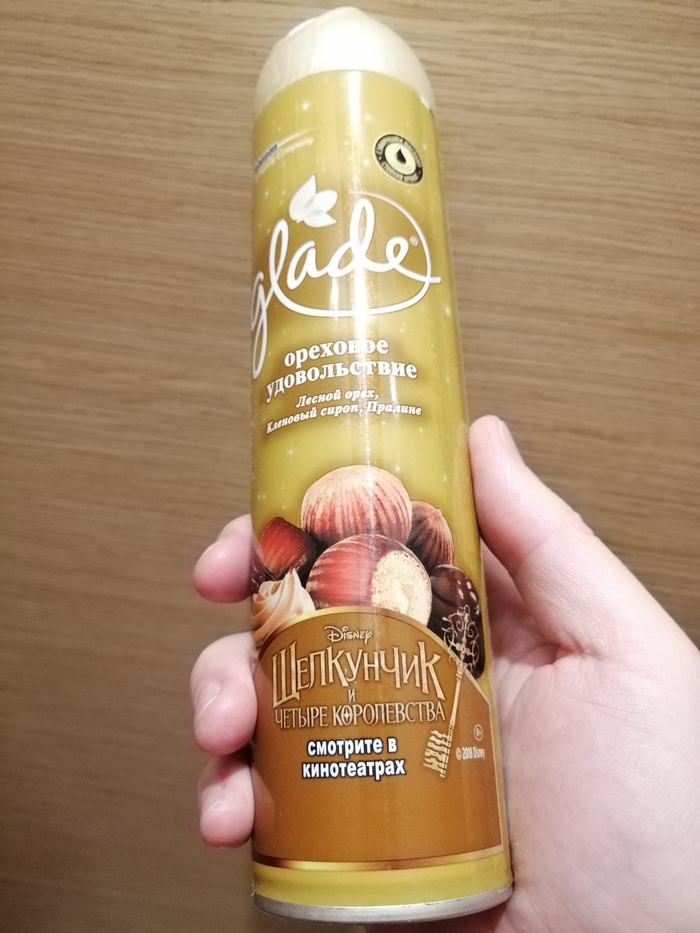 glade®
ореховое
удовольствие
Лесной орех,
Кленовый сироп, Пралине
Disney
Щелкунчик
и
четыре королевства
смотрите в
кинотеатрах
© 2018 Disney